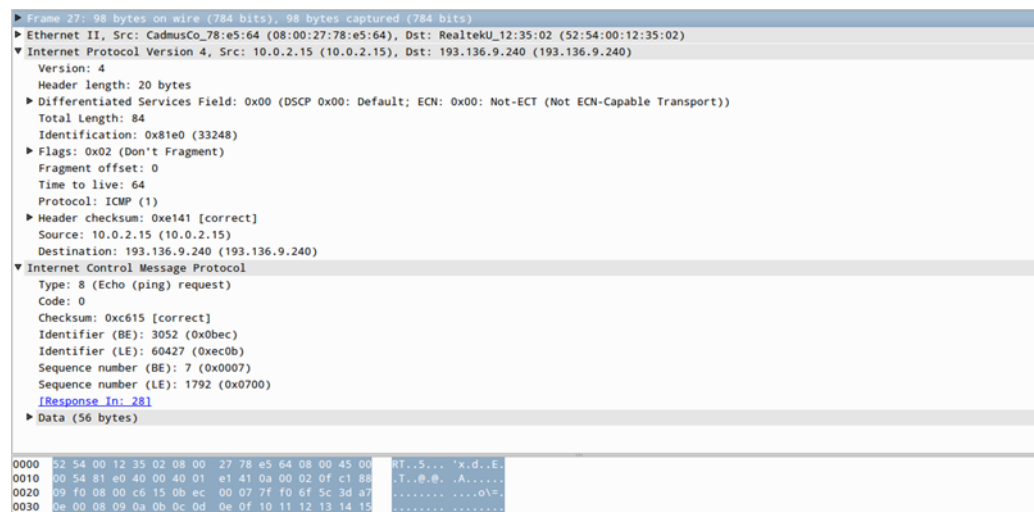 Frame 27: 98 bytes on wire (784 bits), 98 bytes captured (784 bits)
Ethernet II, Src: CadmusCo_78:e5:64 (08:00:27:78:e5:64), Dst: RealtekU_12:35:02 (52:54:00:12:35:02)
Internet Protocol Version 4, Src: 10.0.2.15 (10.0.2.15), Dst: 193.136.9.240 (193.136.9.240)
Version: 4
Header length: 20 bytes
Differentiated Services Field: 0x00 (DSCP 0x00: Default; ECN: 0x00: Not-ECT (Not ECN-Capable Transport))
Total Length: 84
Identification: 0x81e0 (33248)
Flags: 0x02 (Don't Fragment)
Fragment offset: 0
Time to live: 64
Protocol: ICMP (1)
Header checksum: 0xe141 [correct]
Source: 10.0.2.15 (10.0.2.15)
Destination: 193.136.9.240 (193.136.9.240)
Internet Control Message Protocol
Type: 8 (Echo (ping) request)
Code: 0
Checksum: 0xc615 [correct]
Identifier (BE): 3052 (0x0bec)
Identifier (LE): 60427 (0xec0b)
Sequence number (BE): 7 (0x0007)
Sequence number (LE): 1792 (0x0700)
[Response In: 28]
Data (56 bytes)
0000 52 54 00 12 35 02 08 00 27 78 e5 64 08 00 45 00 RT..5... 'x.d..E.
0010 00 54 81 e0 40 00 40 01 e1 41 0a 00 02 0f c1 88 .T..@.@. .A......
0020 09 f0 08 00 c6 15 0b ec 00 07 7f f0 6f 5c 3d a7 ........ ....o\=.
0030 0e 00 08 09 0a 0b 0c 0d 0e 0f 10 11 12 13 14 15 ........ ........